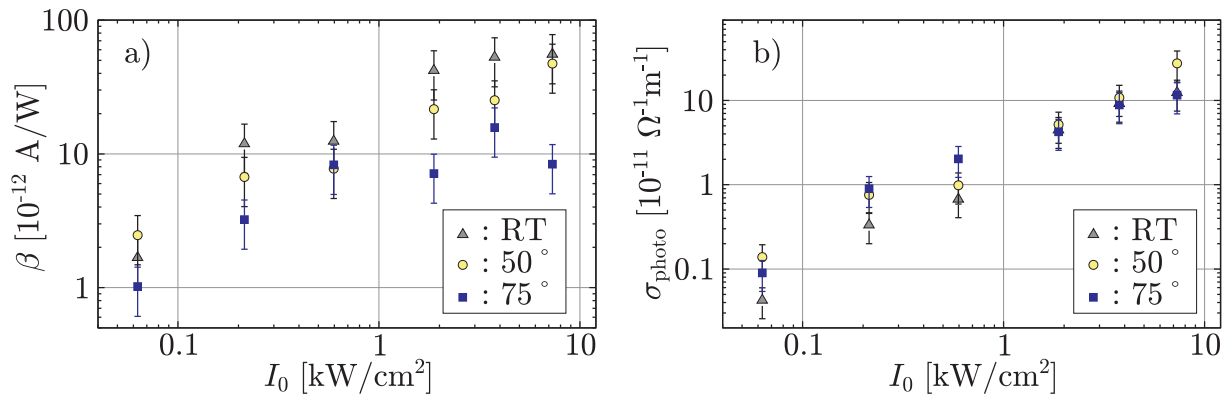 100
10
1
β [10⁻¹² A/W]
a)
▲ : RT
● : 50 °
■ : 75 °
0.1
1
10
I₀ [kW/cm²]
10
1
0.1
σ_photo [10⁻¹¹ Ω⁻¹m⁻¹]
b)
▲ : RT
● : 50 °
■ : 75 °
0.1
1
10
I₀ [kW/cm²]